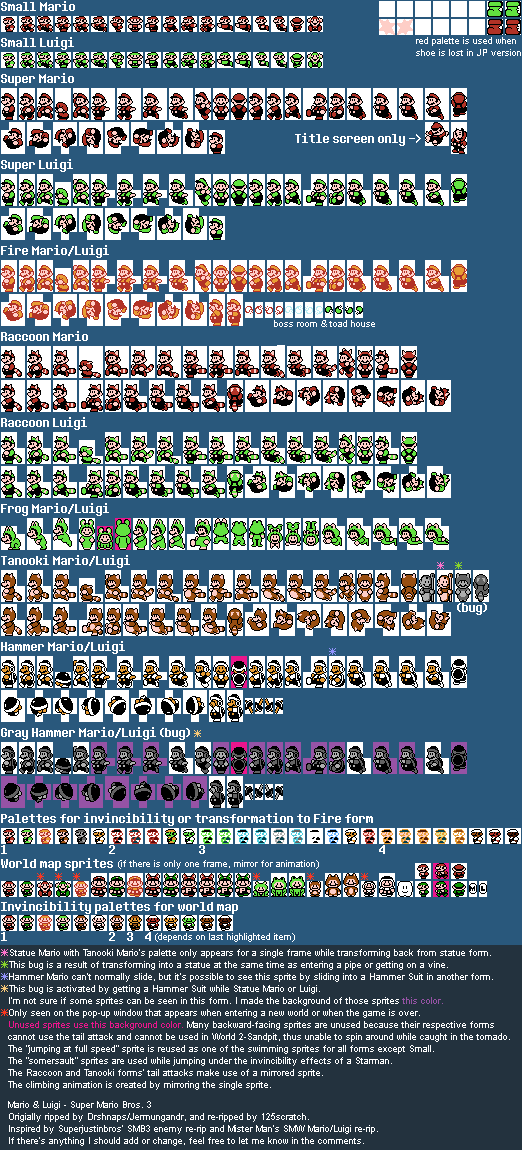 Small Mario
red palette is used when
shoe is lost in JP version
Small Luigi
Super Mario
Title screen only ->
Super Luigi
Fire Mario/Luigi
boss room & toad house
Raccoon Mario
Raccoon Luigi
Frog Mario/Luigi
Tanooki Mario/Luigi
(bug)
Hammer Mario/Luigi
Gray Hammer Mario/Luigi (bug)
Palettes for invincibility or transformation to Fire form
1 2 3 4
World map sprites (if there is only one frame, mirror for animation)
Invincibility palettes for world map
1 2 3 4 (depends on last highlighted item)
Statue Mario with Tanooki Mario's palette only appears for a single frame while transforming back from statue form.
This bug is a result of transforming into a statue at the same time as entering a pipe or getting on a vine.
Hammer Mario can't normally slide, but it's possible to see this sprite by sliding into a Hammer Suit in another form.
This bug is activated by getting a Hammer Suit while Statue Mario or Luigi.
I'm not sure if some sprites can be seen in this form. I made the background of those sprites this color.
Only seen on the pop-up window that appears when entering a new world or when the game is over.
Unused sprites use this background color. Many backward-facing sprites are unused because their respective forms
cannot use the tail attack and cannot be used in World 2-Sandpit, thus unable to spin around while caught in the tornado.
The "jumping at full speed" sprite is reused as one of the swimming sprites for all forms except Small.
The "somersault" sprites are used while jumping under the invincibility effects of a Starman.
The Raccoon and Tanooki forms' tail attacks make use of a mirrored sprite.
The climbing animation is created by mirroring the single sprite.
Mario & Luigi - Super Mario Bros. 3
Origially ripped by Drshnaps/Jermungandr, and re-ripped by 125scratch.
Inspired by Superjustinbros' SMB3 enemy re-rip and Mister Man's SMW Mario/Luigi re-rip.
If there's anything I should add or change, feel free to let me know in the comments.